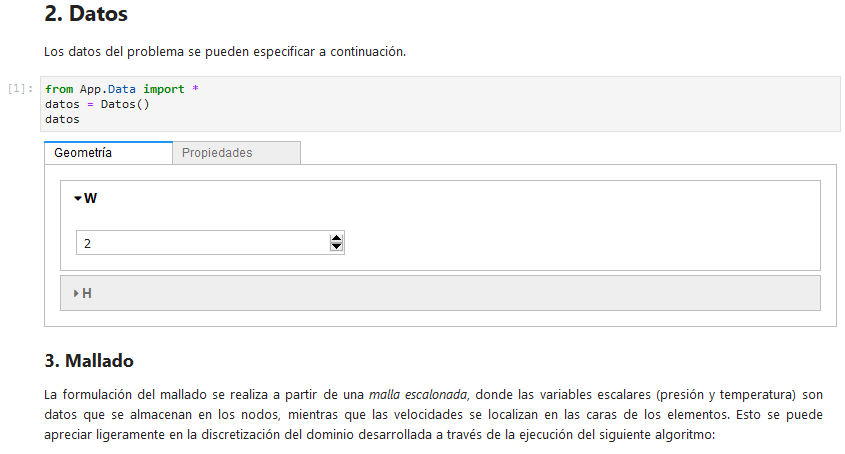 2. Datos
Los datos del problema se pueden especificar a continuación.
[1]: from App.Data import *
datos = Datos()
datos
Geometría Propiedades
W
2
H
3. Mallado
La formulación del mallado se realiza a partir de una malla escalonada, donde las variables escalares (presión y temperatura) son
datos que se almacenan en los nodos, mientras que las velocidades se localizan en las caras de los elementos. Esto se puede
apreciar ligeramente en la discretización del dominio desarrollada a través de la ejecución del siguiente algoritmo: